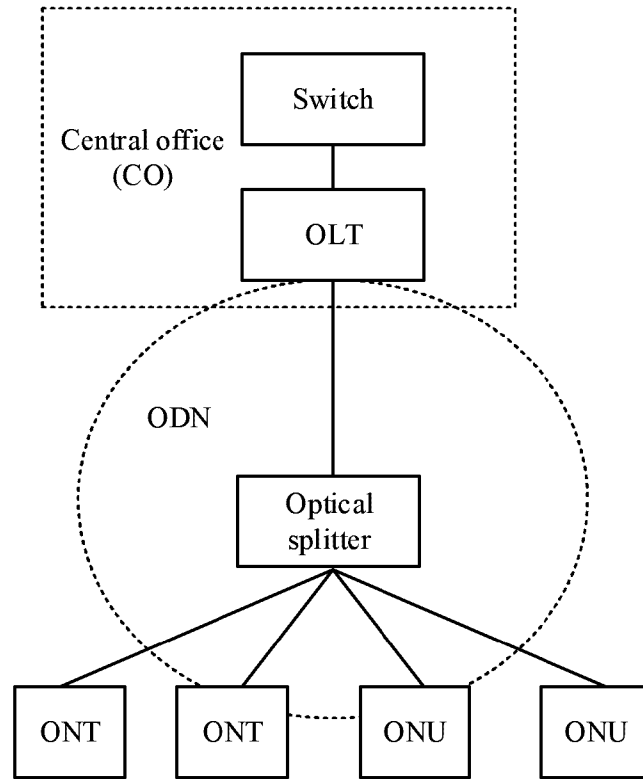 Switch
Central office
(CO)
OLT
ODN
Optical
splitter
ONT
ONT
ONU
ONU